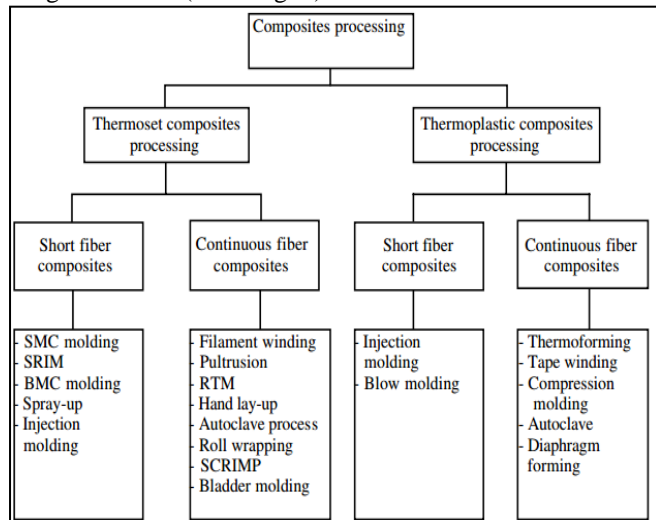 Composites processing
Thermoset composites
processing
Thermoplastic composites
processing
Short fiber
composites
Continuous fiber
composites
Short fiber
composites
Continuous fiber
composites
- SMC molding
- SRIM
- BMC molding
- Spray-up
- Injection
molding
- Filament winding
- Pultrusion
- RTM
- Hand lay-up
- Autoclave process
- Roll wrapping
- SCRIMP
- Bladder molding
- Injection
molding
- Blow molding
- Thermoforming
- Tape winding
- Compression
molding
- Autoclave
- Diaphragm
forming